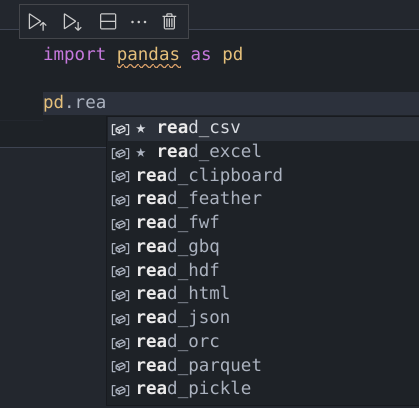 import pandas as pd
pd.rea
★ read_csv
★ read_excel
read_clipboard
read_feather
read_fwf
read_gbq
read_hdf
read_html
read_json
read_orc
read_parquet
read_pickle